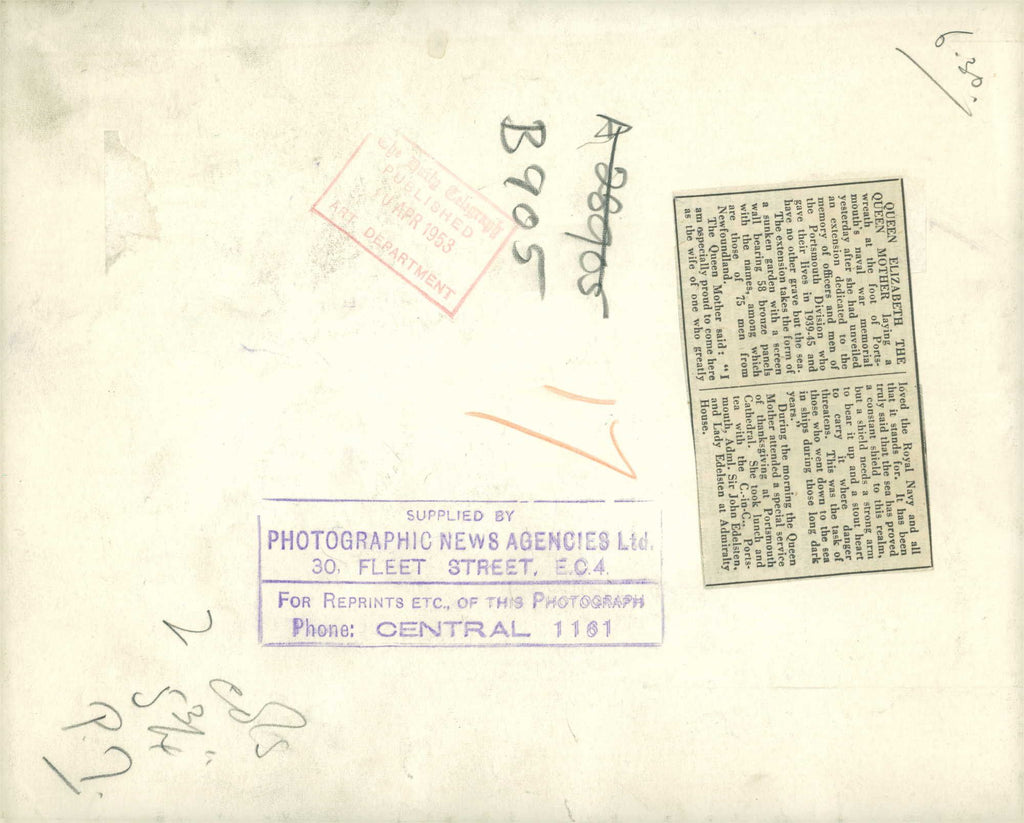 6.30.
A 28905
B905
The Daily Telegraph
PUBLISHED
10 APR 1953
ART. DEPARTMENT
QUEEN ELIZABETH THE
QUEEN MOTHER laying a
wreath at the foot of Ports-
mouth's naval war memorial
yesterday after she had unveiled
an extension dedicated to the
memory of officers and men of
the Portsmouth Division who
gave their lives in 1939-45 and
have no other grave but the sea.
The extension takes the form of
a sunken garden with a screen
wall bearing 58 bronze panels
with the names, among which
are those of 75 men from
Newfoundland.
The Queen Mother said: "I
am especially proud to come here
as the wife of one who greatly
loved the Royal Navy and all
that it stands for. It has been
truly said that the sea has proved
a constant shield to this realm,
but a shield needs a strong arm
to bear it up and a stout heart
to carry it where danger
threatens. This was the task of
those who went down to the sea
in ships during those long dark
years."
During the morning the Queen
Mother attended a special service
of thanksgiving at Portsmouth
Cathedral. She took lunch and
tea with the C.-in-C., Ports-
mouth, Adml. Sir John Edelsten,
and Lady Edelsten at Admiralty
House.
SUPPLIED BY
PHOTOGRAPHIC NEWS AGENCIES Ltd.
30, FLEET STREET, E.C.4.
FOR REPRINTS ETC., OF THIS PHOTOGRAPH
Phone: CENTRAL 1161
2